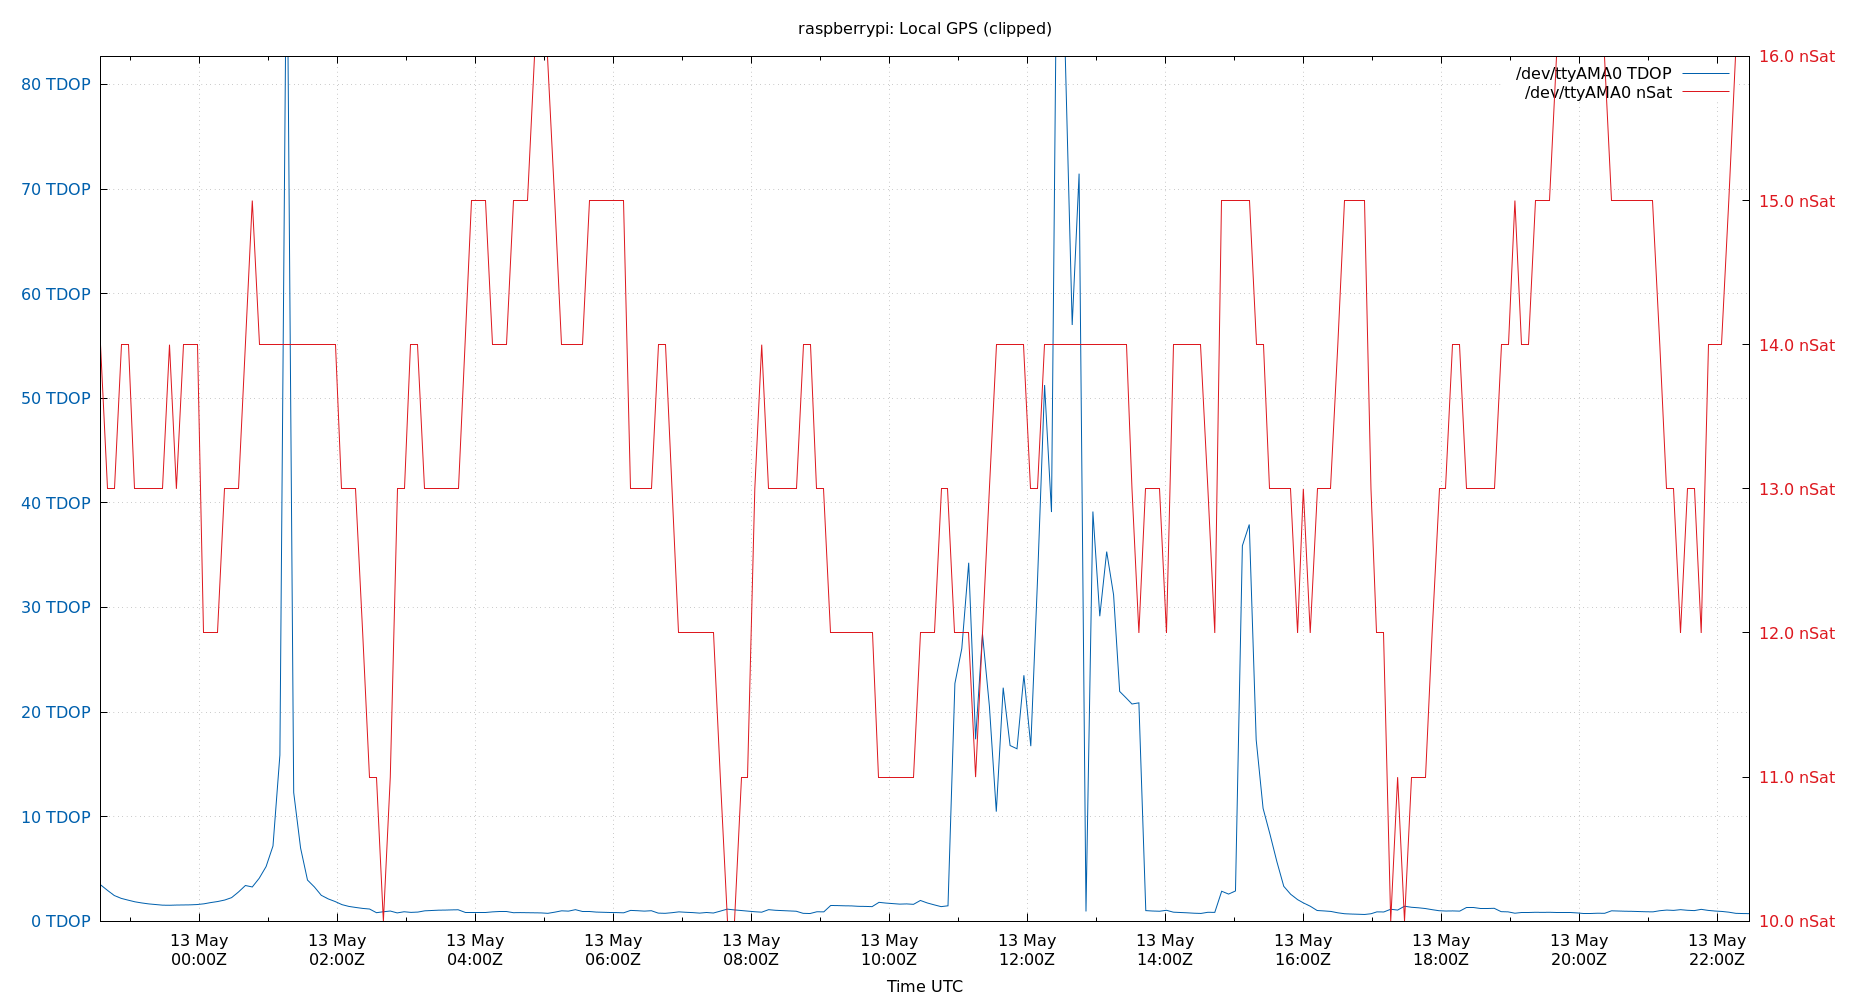 raspberrypi: Local GPS (clipped)
80 TDOP
70 TDOP
60 TDOP
50 TDOP
40 TDOP
30 TDOP
20 TDOP
10 TDOP
0 TDOP
/dev/ttyAMA0 TDOP
/dev/ttyAMA0 nSat
16.0 nSat
15.0 nSat
14.0 nSat
13.0 nSat
12.0 nSat
11.0 nSat
10.0 nSat
13 May
00:00Z
13 May
02:00Z
13 May
04:00Z
13 May
06:00Z
13 May
08:00Z
13 May
10:00Z
13 May
12:00Z
13 May
14:00Z
13 May
16:00Z
13 May
18:00Z
13 May
20:00Z
13 May
22:00Z
Time UTC